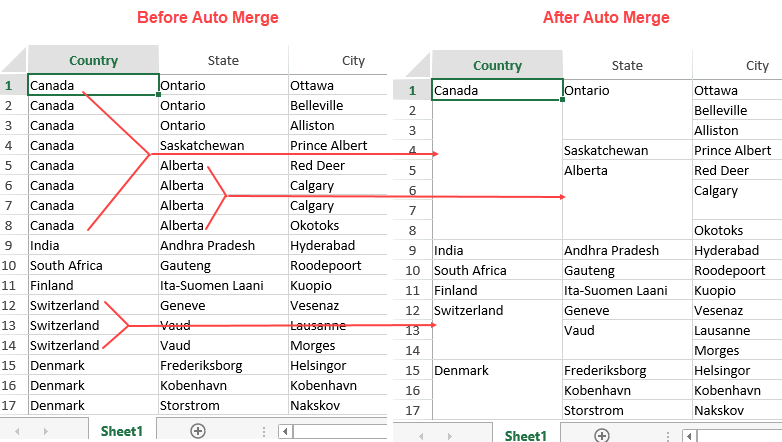 Before Auto Merge
Country State City
1 Canada Ontario Ottawa
2 Canada Ontario Belleville
3 Canada Ontario Alliston
4 Canada Saskatchewan Prince Albert
5 Canada Alberta Red Deer
6 Canada Alberta Calgary
7 Canada Alberta Calgary
8 Canada Alberta Okotoks
9 India Andhra Pradesh Hyderabad
10 South Africa Gauteng Roodepoort
11 Finland Ita-Suomen Laani Kuopio
12 Switzerland Geneve Vesenaz
13 Switzerland Vaud Lausanne
14 Switzerland Vaud Morges
15 Denmark Frederiksborg Helsingor
16 Denmark Kobenhavn Kobenhavn
17 Denmark Storstrom Nakskov
Sheet1
After Auto Merge
Country State City
1 Canada Ontario Ottawa
2 Belleville
3 Alliston
4 Saskatchewan Prince Albert
5 Alberta Red Deer
6 Calgary
7
8 Okotoks
9 India Andhra Pradesh Hyderabad
10 South Africa Gauteng Roodepoort
11 Finland Ita-Suomen Laani Kuopio
12 Switzerland Geneve Vesenaz
13 Vaud Lausanne
14 Morges
15 Denmark Frederiksborg Helsingor
16 Kobenhavn Kobenhavn
17 Storstrom Nakskov
Sheet1